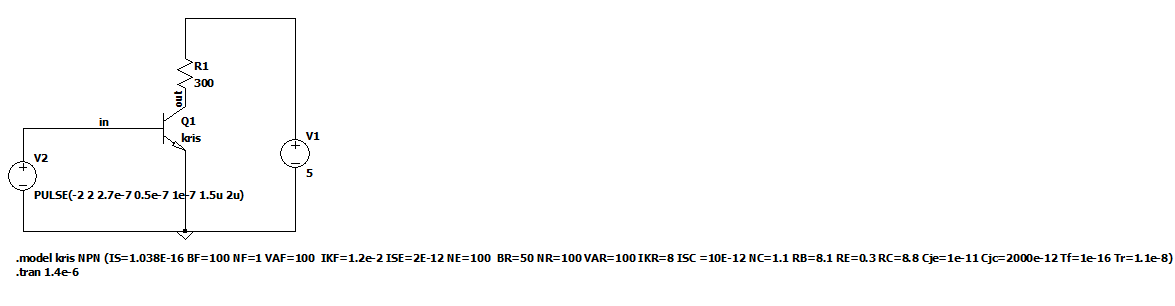 R1
300
out
in
Q1
kris
V1
5
V2
PULSE(-2 2 2.7e-7 0.5e-7 1e-7 1.5u 2u)
.model kris NPN (IS=1.038E-16 BF=100 NF=1 VAF=100 IKF=1.2e-2 ISE=2E-12 NE=100 BR=50 NR=100 VAR=100 IKR=8 ISC =10E-12 NC=1.1 RB=8.1 RE=0.3 RC=8.8 Cje=1e-11 Cjc=2000e-12 Tf=1e-16 Tr=1.1e-8)
.tran 1.4e-6